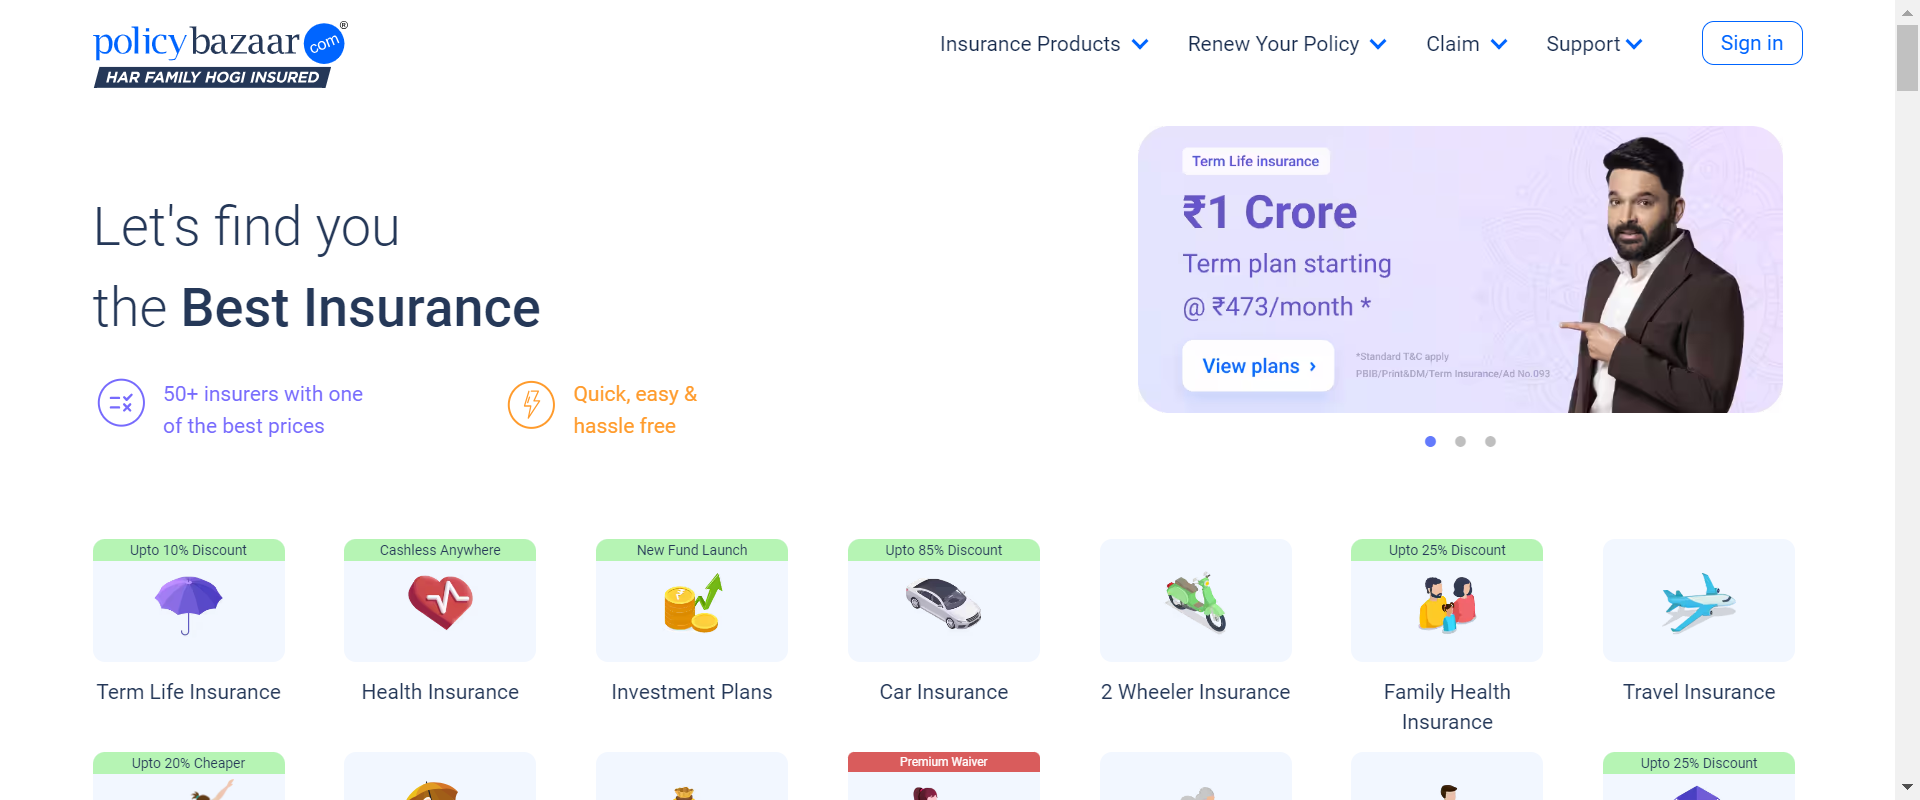 policybazaar.com®
HAR FAMILY HOGI INSURED
Insurance Products
Renew Your Policy
Claim
Support
Sign in
Let's find you
the Best Insurance
50+ insurers with one
of the best prices
Quick, easy &
hassle free
Term Life insurance
₹1 Crore
Term plan starting
@ ₹473/month *
View plans ›
*Standard T&C apply
PBIB/Print&DM/Term Insurance/Ad No.093
Upto 10% Discount
Term Life Insurance
Cashless Anywhere
Health Insurance
New Fund Launch
Investment Plans
Upto 85% Discount
Car Insurance
2 Wheeler Insurance
Upto 25% Discount
Family Health
Insurance
Travel Insurance
Upto 20% Cheaper
Premium Waiver
Upto 25% Discount